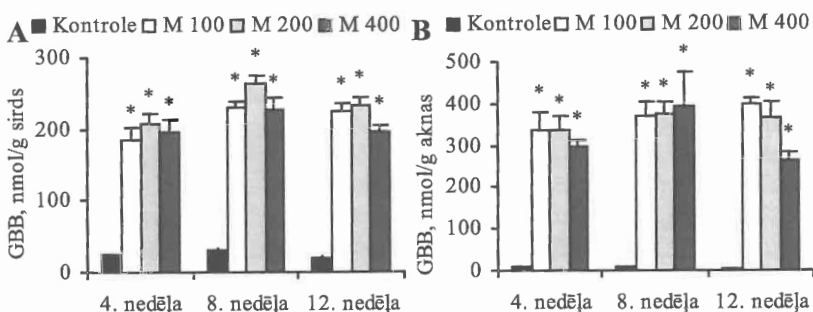 A ■ Kontrole □ M 100 □ M 200 ■ M 400
GBB, nmol/g sirds
300
200
100
0
* * *
* * *
* * *
4. nedēļa 8. nedēļa 12. nedēļa
B ■ Kontrole □ M 100 □ M 200 ■ M 400
GBB, nmol/g aknas
500
400
300
200
100
0
* * *
* * *
* * *
4. nedēļa 8. nedēļa 12. nedēļa